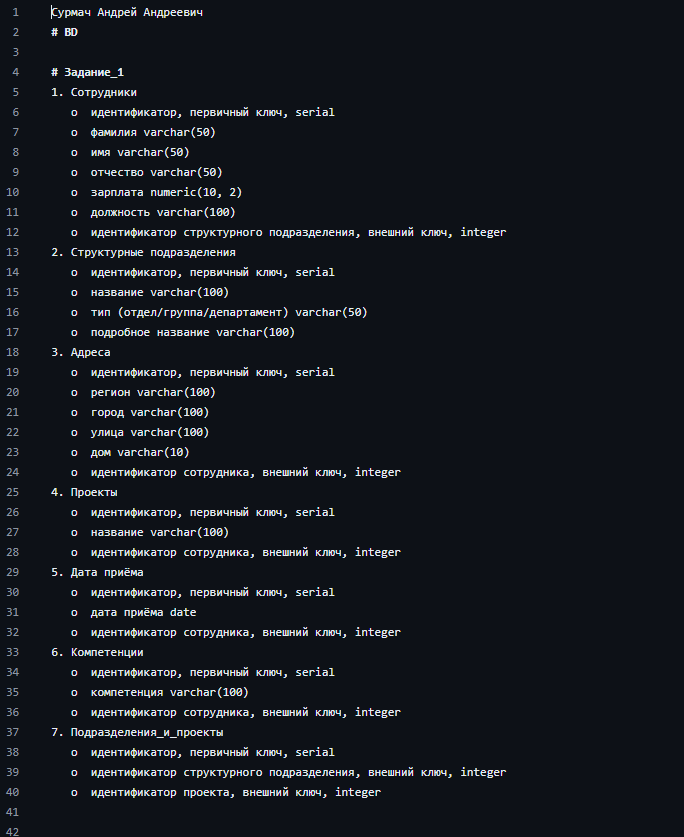 1 Сурмач Андрей Андреевич
2 # BD
3
4 # Задание_1
5 1. Сотрудники
6 o идентификатор, первичный ключ, serial
7 o фамилия varchar(50)
8 o имя varchar(50)
9 o отчество varchar(50)
10 o зарплата numeric(10, 2)
11 o должность varchar(100)
12 o идентификатор структурного подразделения, внешний ключ, integer
13 2. Структурные подразделения
14 o идентификатор, первичный ключ, serial
15 o название varchar(100)
16 o тип (отдел/группа/департамент) varchar(50)
17 o подробное название varchar(100)
18 3. Адреса
19 o идентификатор, первичный ключ, serial
20 o регион varchar(100)
21 o город varchar(100)
22 o улица varchar(100)
23 o дом varchar(10)
24 o идентификатор сотрудника, внешний ключ, integer
25 4. Проекты
26 o идентификатор, первичный ключ, serial
27 o название varchar(100)
28 o идентификатор сотрудника, внешний ключ, integer
29 5. Дата приёма
30 o идентификатор, первичный ключ, serial
31 o дата приёма date
32 o идентификатор сотрудника, внешний ключ, integer
33 6. Компетенции
34 o идентификатор, первичный ключ, serial
35 o компетенция varchar(100)
36 o идентификатор сотрудника, внешний ключ, integer
37 7. Подразделения_и_проекты
38 o идентификатор, первичный ключ, serial
39 o идентификатор структурного подразделения, внешний ключ, integer
40 o идентификатор проекта, внешний ключ, integer
41
42